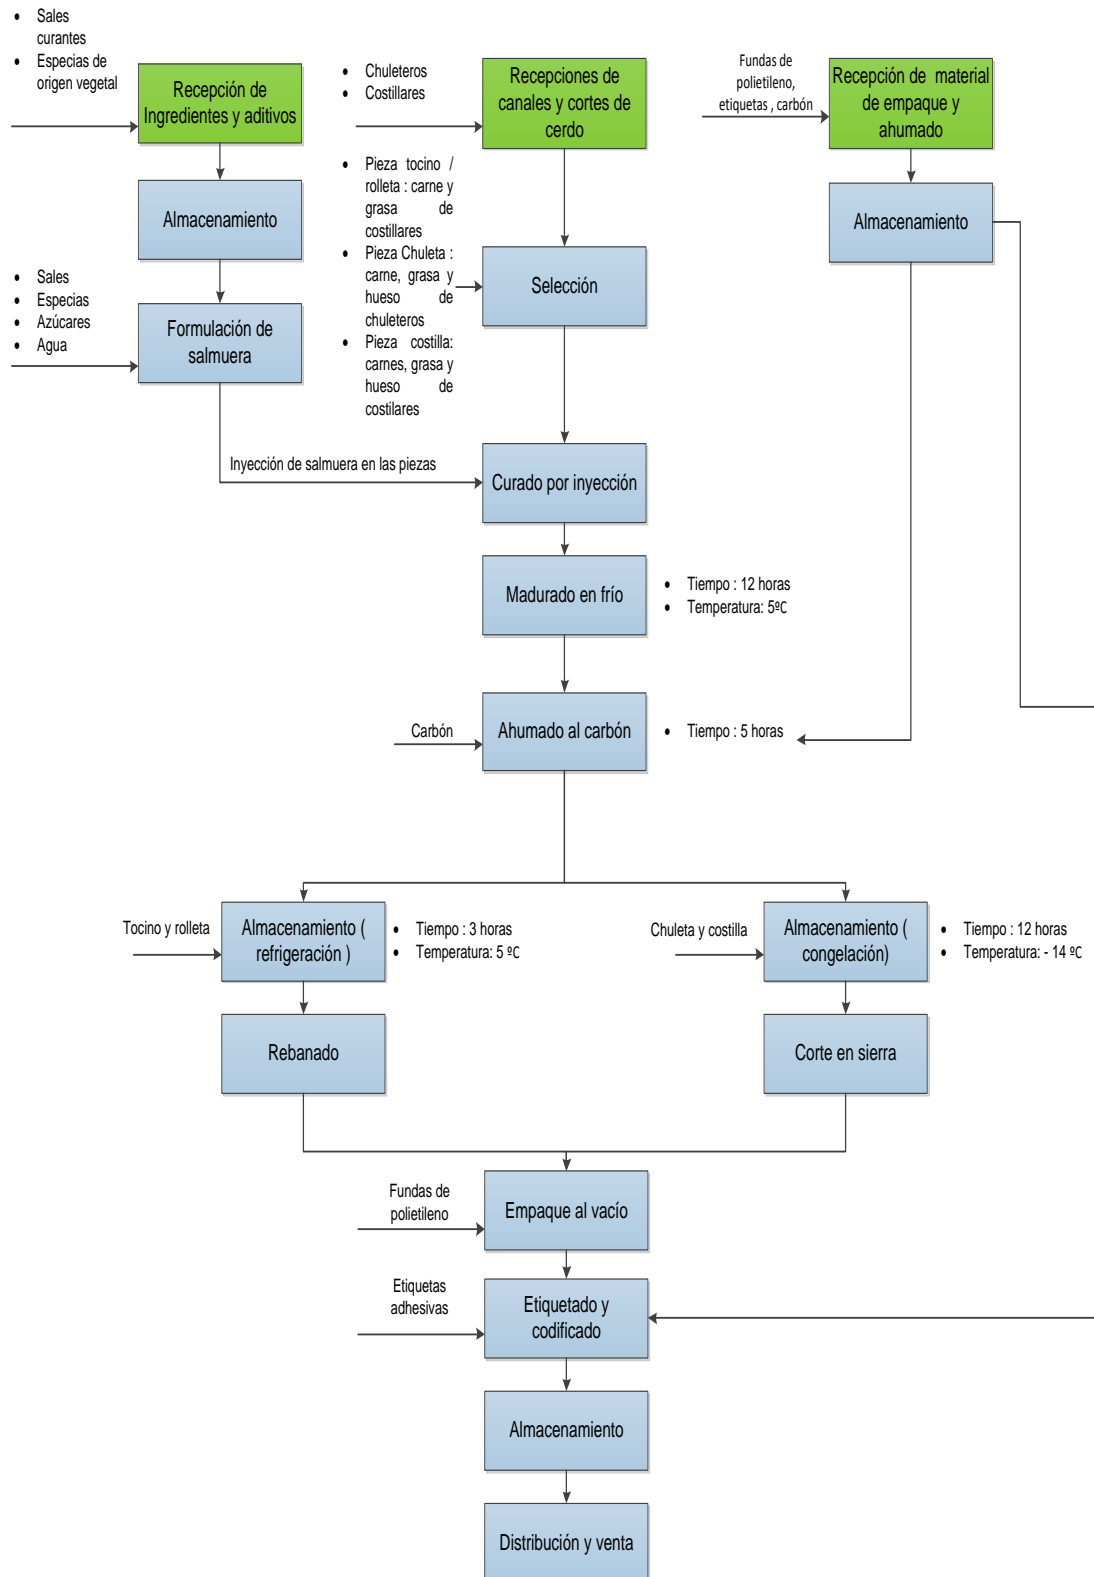 • Sales
curantes
• Especias de
origen vegetal
Recepción de
Ingredientes y aditivos
• Chuleteros
• Costillares
Recepciones de
canales y cortes de
cerdo
Fundas de
polietileno,
etiquetas , carbón
Recepción de material
de empaque y
ahumado
Almacenamiento
• Pieza tocino /
rolleta : carne y
grasa de
costillares
• Pieza Chuleta :
carne, grasa y
hueso de
chuleteros
• Pieza costilla:
carnes, grasa y
hueso de
costilares
Selección
Almacenamiento
• Sales
• Especias
• Azúcares
• Agua
Formulación de
salmuera
Inyección de salmuera en las piezas
Curado por inyección
Madurado en frío
• Tiempo : 12 horas
• Temperatura: 5ºC
Carbón
Ahumado al carbón
• Tiempo : 5 horas
Tocino y rolleta
Almacenamiento (
refrigeración )
• Tiempo : 3 horas
• Temperatura: 5 ºC
Chuleta y costilla
Almacenamiento (
congelación)
• Tiempo : 12 horas
• Temperatura: - 14 ºC
Rebanado
Corte en sierra
Fundas de
polietileno
Empaque al vacío
Etiquetas
adhesivas
Etiquetado y
codificado
Almacenamiento
Distribución y venta